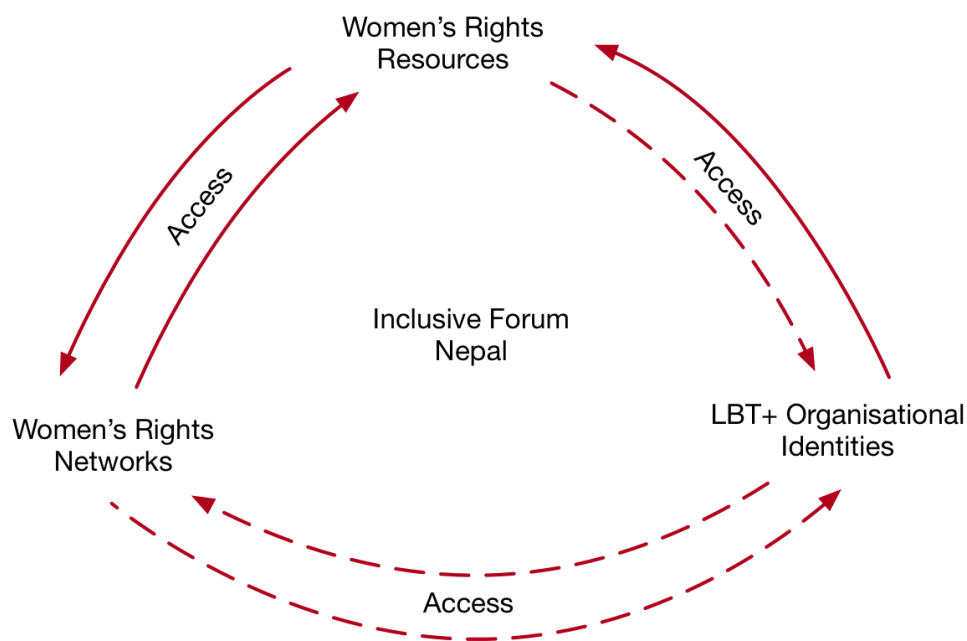 Women’s Rights
Resources
Access
Access
Inclusive Forum
Nepal
Women’s Rights
Networks
LBT+ Organisational
Identities
Access